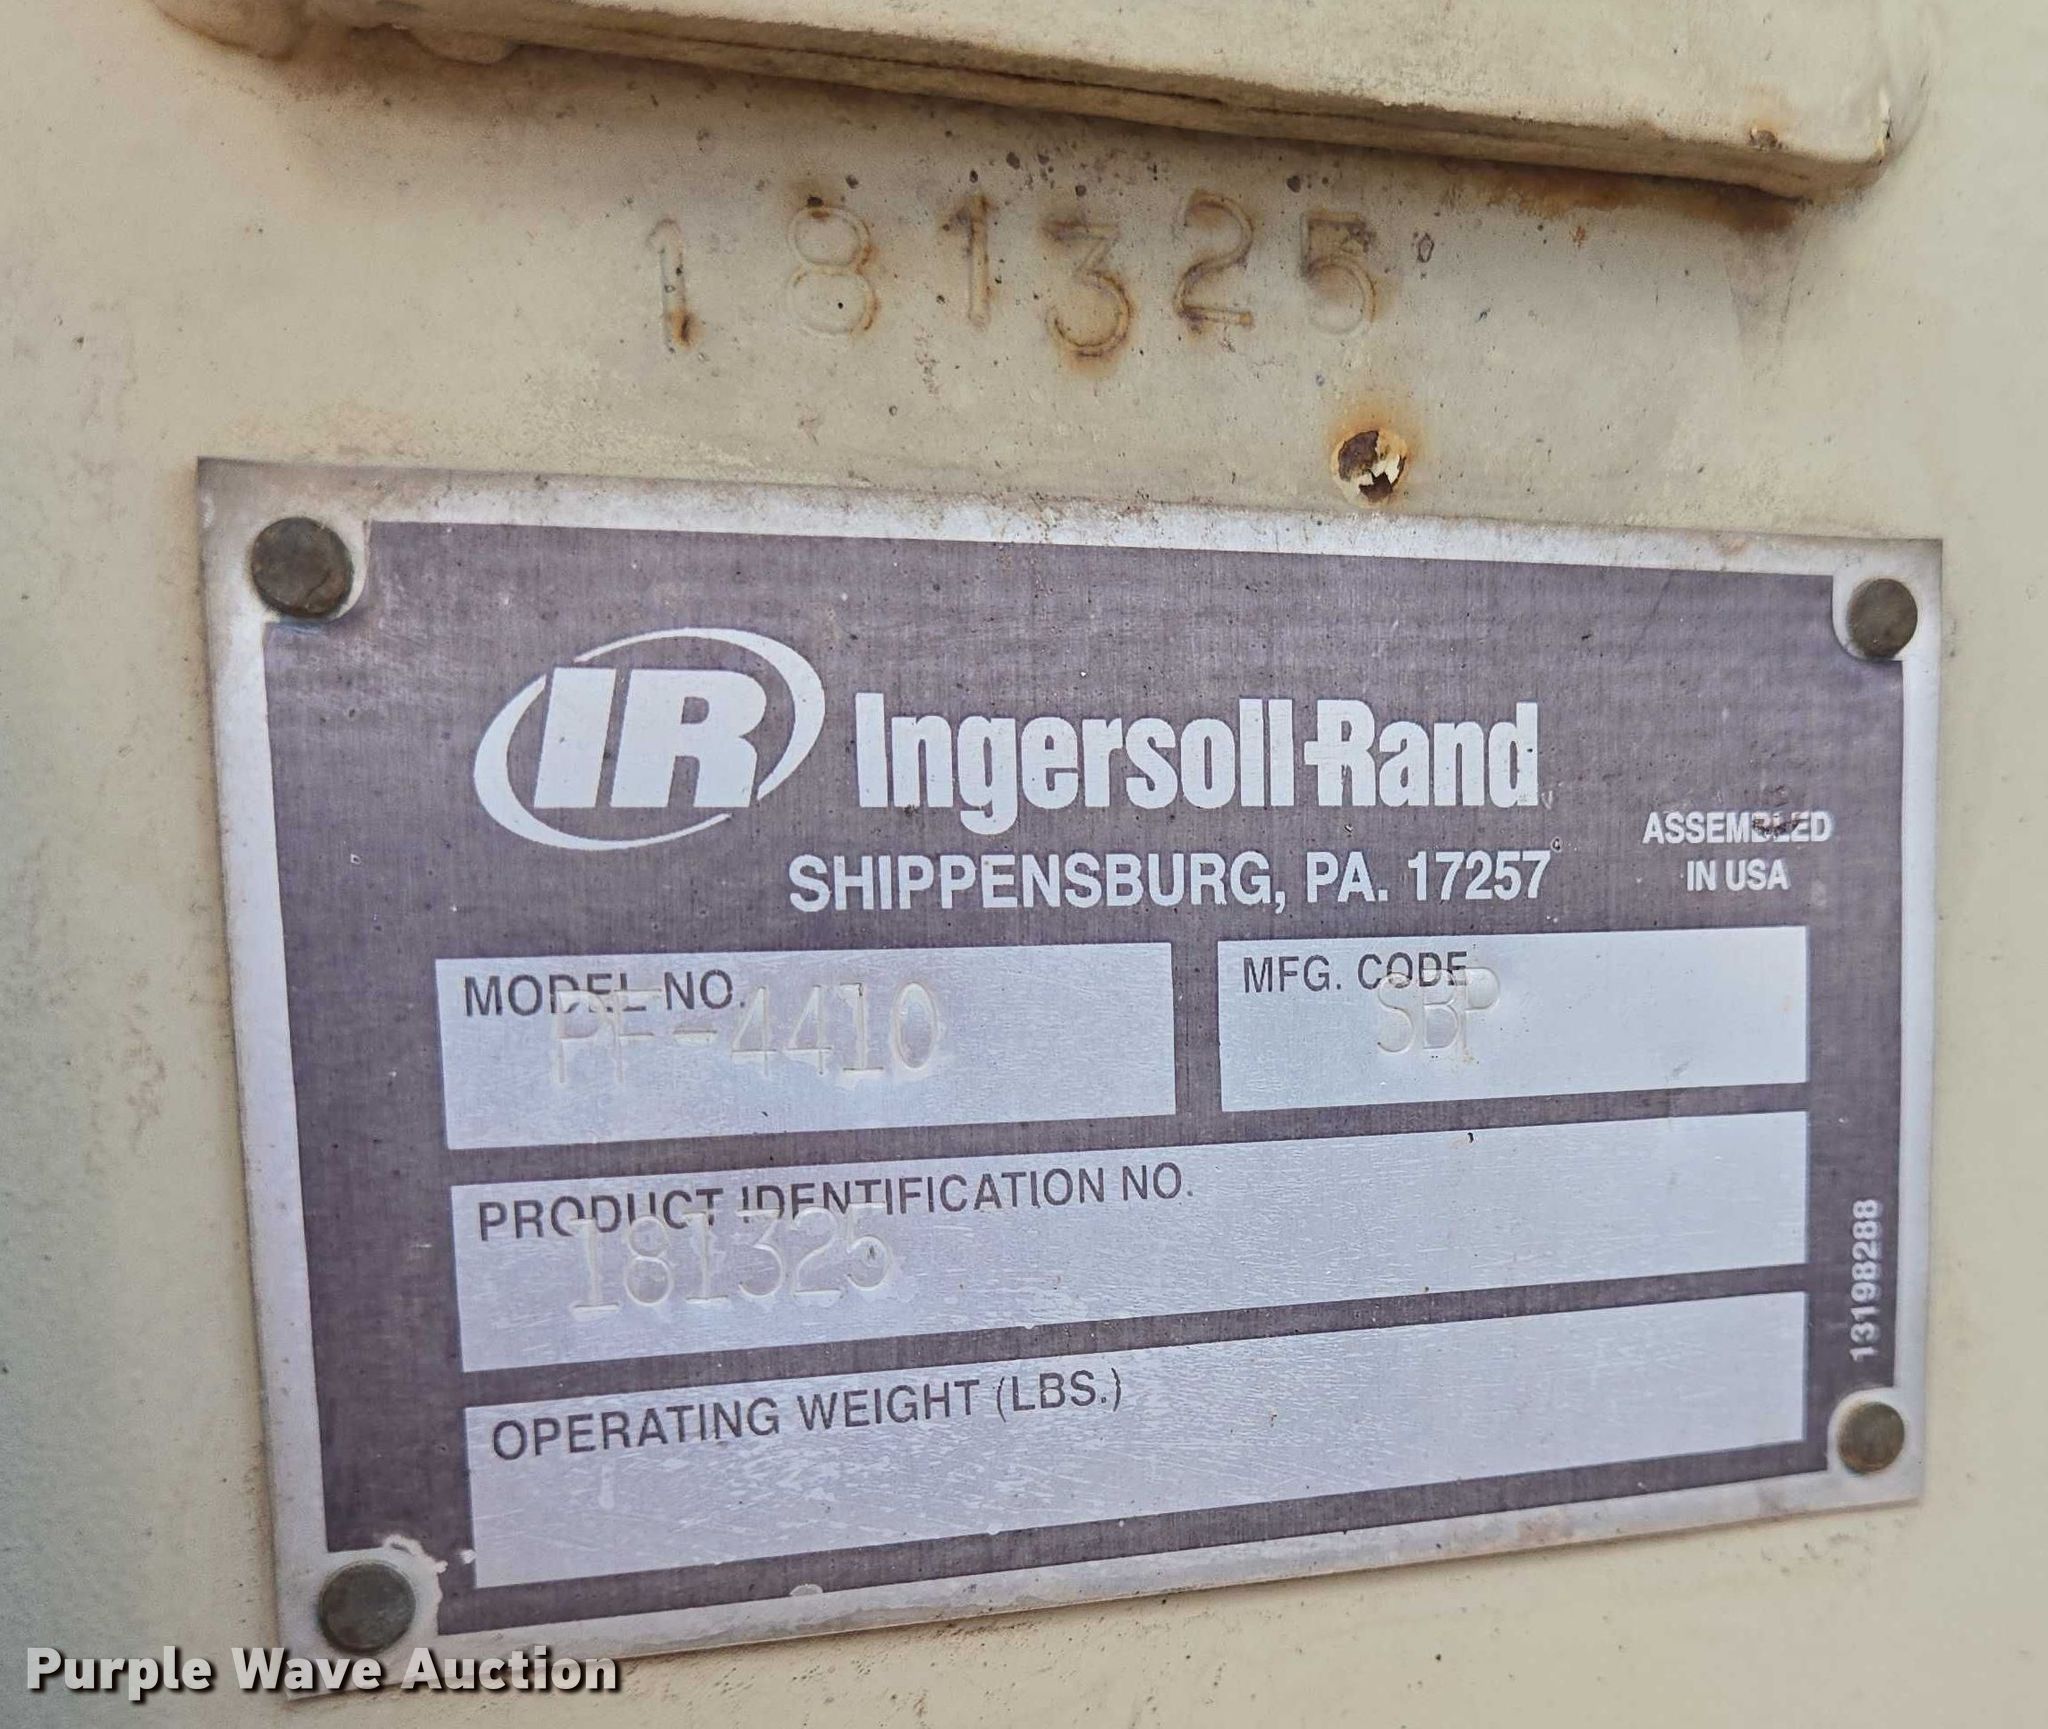 181325
IR Ingersoll-Rand
SHIPPENSBURG, PA. 17257
ASSEMBLED
IN USA
MODEL NO.
PF-4410
MFG. CODE
SBP
PRODUCT IDENTIFICATION NO.
181325
OPERATING WEIGHT (LBS.)
13198288
Purple Wave Auction